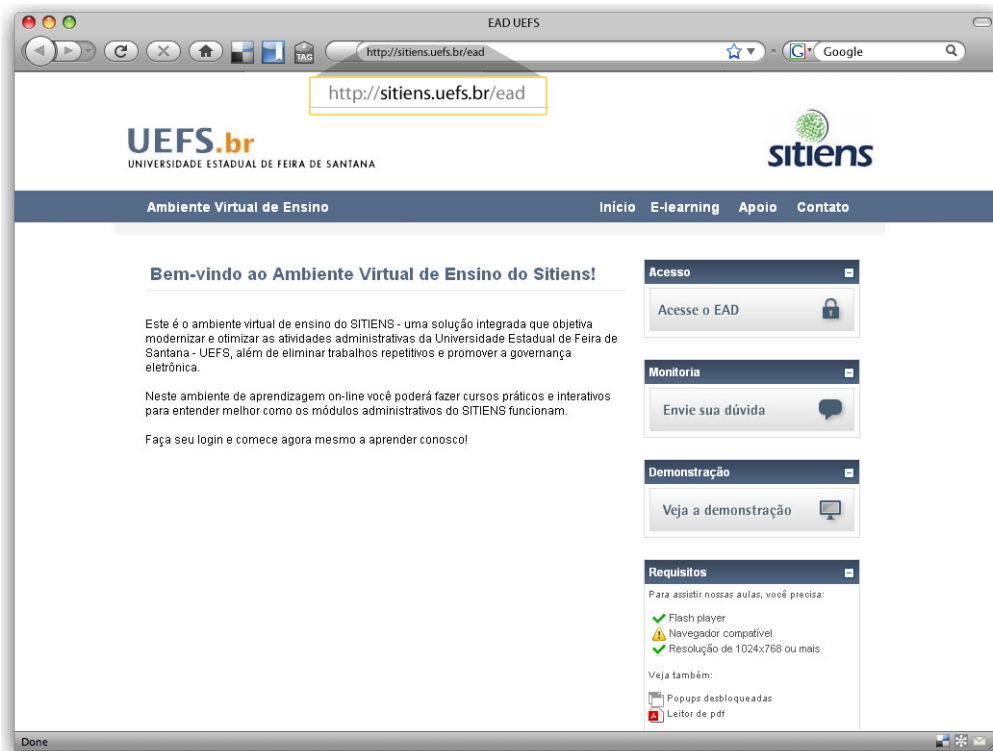 EAD UEFS
TAG
http://sitiens.uefs.br/ead
Google
http://sitiens.uefs.br/ead
UEFS.br
UNIVERSIDADE ESTADUAL DE FEIRA DE SANTANA
sitiens
Ambiente Virtual de Ensino
Início E-learning Apoio Contato
Bem-vindo ao Ambiente Virtual de Ensino do Sitiens!
Este é o ambiente virtual de ensino do SITIENS - uma solução integrada que objetiva
modernizar e otimizar as atividades administrativas da Universidade Estadual de Feira de
Santana - UEFS, além de eliminar trabalhos repetitivos e promover a governança
eletrônica.
Neste ambiente de aprendizagem on-line você poderá fazer cursos práticos e interativos
para entender melhor como os módulos administrativos do SITIENS funcionam.
Faça seu login e comece agora mesmo a aprender conosco!
Acesso
Acesse o EAD
Monitoria
Envie sua dúvida
Demonstração
Veja a demonstração
Requisitos
Para assistir nossas aulas, você precisa:
Flash player
Navegador compatível
Resolução de 1024x768 ou mais
Veja também:
Popups desbloqueadas
Leitor de pdf
Done